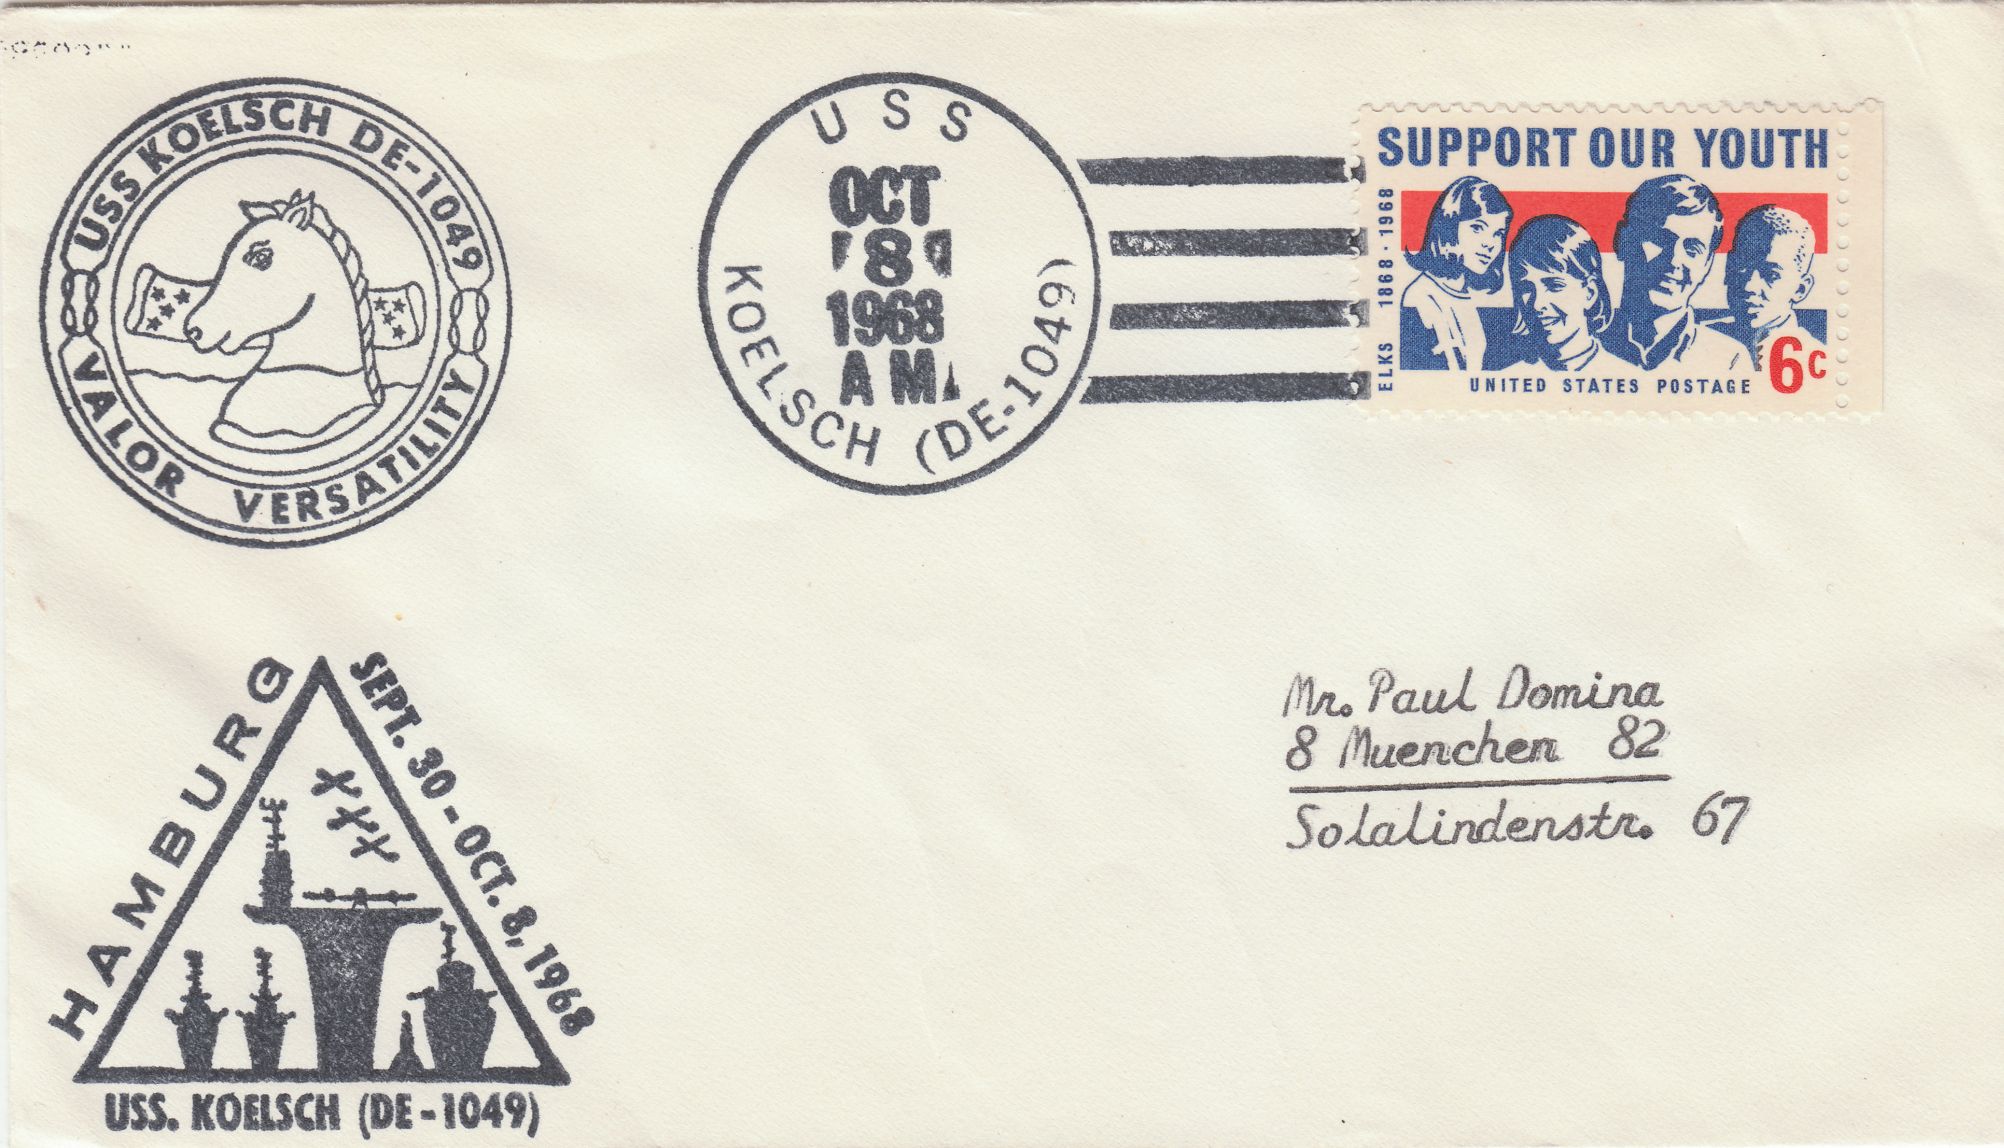 USS KOELSCH DE-1049
VALOR VERSATILITY
USS
OCT
8
1968
AM
KOELSCH (DE-1049)
SUPPORT OUR YOUTH
ELKS 1868·1968
UNITED STATES POSTAGE 6c
HAMBURG
SEPT. 30 - OCT. 8, 1968
USS. KOELSCH (DE-1049)
Mr. Paul Domina
8 Muenchen 82
Solalindenstr. 67